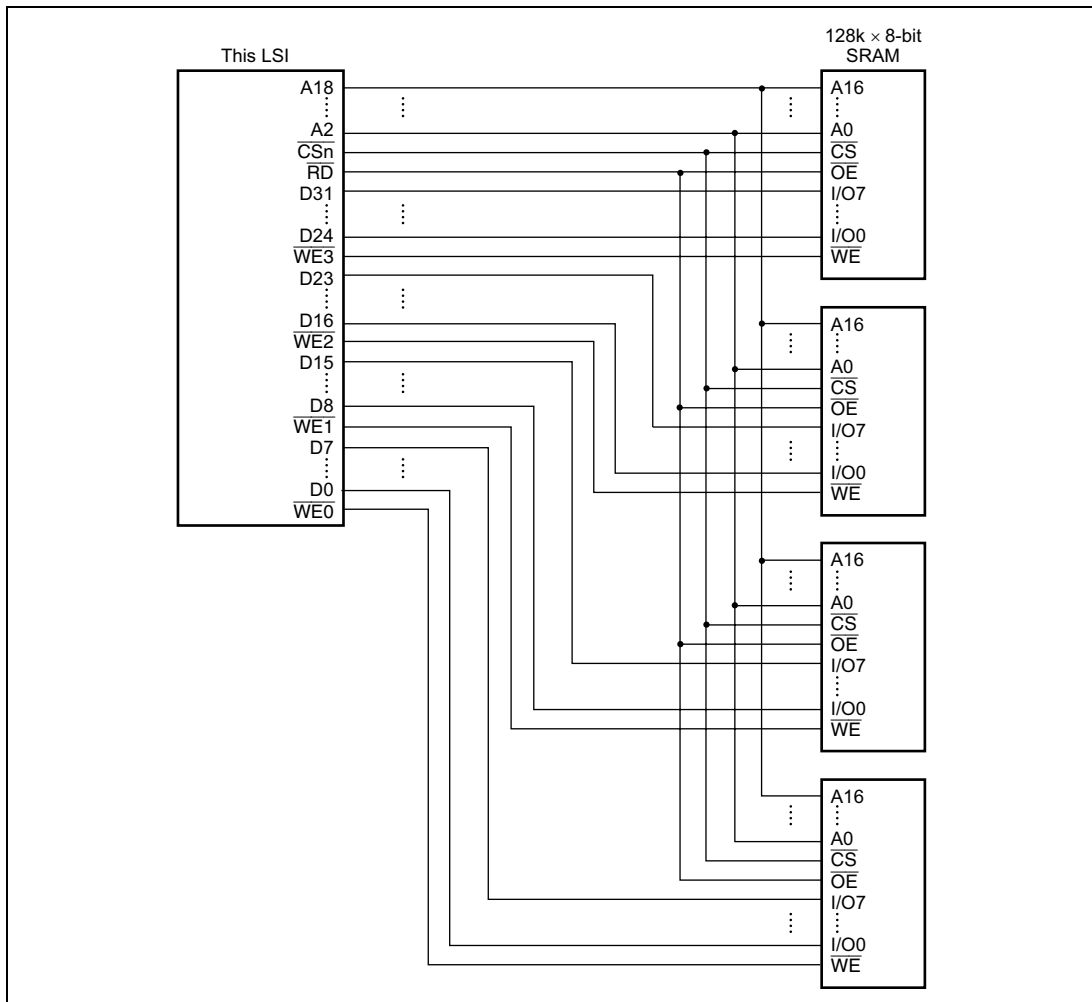 This LSI
A18
A2
CSn
RD
D31
D24
WE3
D23
D16
WE2
D15
D8
WE1
D7
D0
WE0
128k × 8-bit
SRAM
A16
A0
CS
OE
I/O7
I/O0
WE
A16
A0
CS
OE
I/O7
I/O0
WE
A16
A0
CS
OE
I/O7
I/O0
WE
A16
A0
CS
OE
I/O7
I/O0
WE